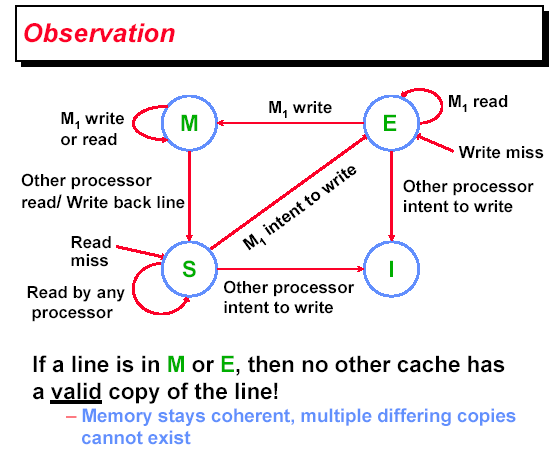 Observation
M
E
I
S
M1 write
or read
M1 write
M1 read
Write miss
Other processor
read/ Write back line
M1 intent to write
Other processor
intent to write
Read
miss
Read by any
processor
Other processor
intent to write
If a line is in M or E, then no other cache has
a valid copy of the line!
– Memory stays coherent, multiple differing copies
cannot exist